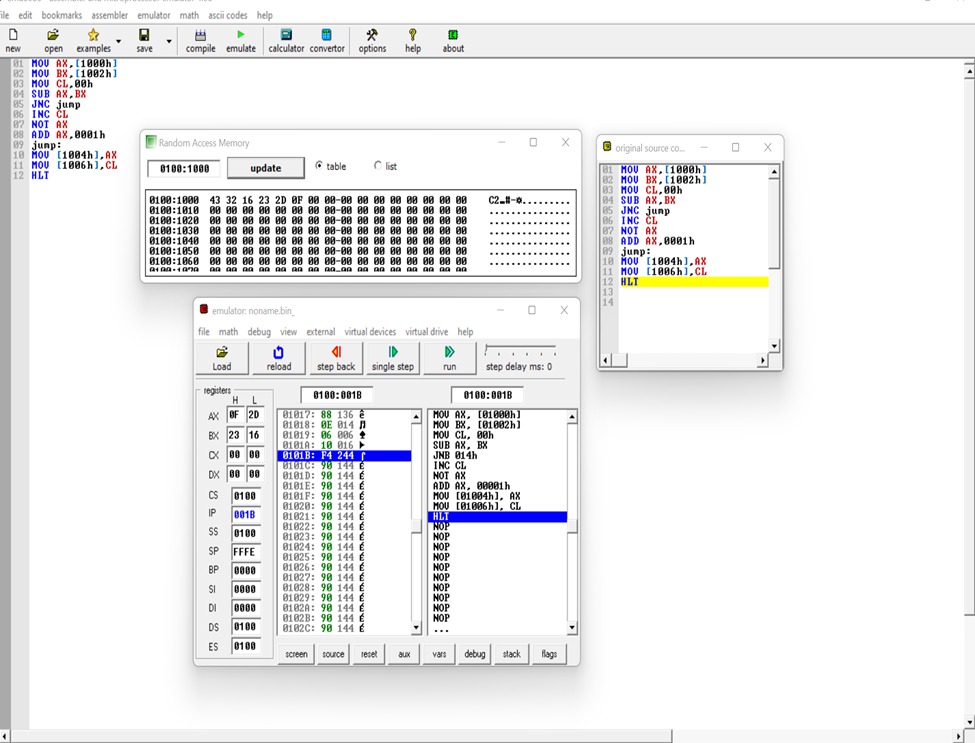 file edit bookmarks assembler emulator math ascii codes help
new open examples save compile emulate calculator convertor options help about
01 MOV AX,[1000h]
02 MOV BX,[1002h]
03 MOV CL,00h
04 SUB AX,BX
05 JNC jump
06 INC CL
07 NOT AX
08 ADD AX,0001h
09 jump:
10 MOV [1004h],AX
11 MOV [1006h],CL
12 HLT
Random Access Memory
0100:1000 update table list
0100:1000 43 32 16 23 2D 0F 00 00-00 00 00 00 00 00 00 00
0100:1010 00 00 00 00 00 00 00 00-00 00 00 00 00 00 00 00 ................
0100:1020 00 00 00 00 00 00 00 00-00 00 00 00 00 00 00 00 ................
0100:1030 00 00 00 00 00 00 00 00-00 00 00 00 00 00 00 00 ................
0100:1040 00 00 00 00 00 00 00 00-00 00 00 00 00 00 00 00 ................
0100:1050 00 00 00 00 00 00 00 00-00 00 00 00 00 00 00 00 ................
0100:1060 00 00 00 00 00 00 00 00-00 00 00 00 00 00 00 00 ................
original source co...
01 MOV AX,[1000h]
02 MOV BX,[1002h]
03 MOV CL,00h
04 SUB AX,BX
05 JNC jump
06 INC CL
07 NOT AX
08 ADD AX,0001h
09 jump:
10 MOV [1004h],AX
11 MOV [1006h],CL
12 HLT
13
14
emulator: noname.bin_
file math debug view external virtual devices virtual drive help
Load reload step back single step run step delay ms: 0
registers
H L
AX 0F 2D
BX 23 16
CX 00 00
DX 00 00
CS 0100
IP 001B
SS 0100
SP FFFE
BP 0000
SI 0000
DI 0000
DS 0100
ES 0100
0100:001B
01017: 88 136 ê
01018: 0E 014 ♫
01019: 06 006 ♠
0101A: 10 016 ►
0101B: F4 244 ⌠
0101C: 90 144 É
0101D: 90 144 É
0101E: 90 144 É
0101F: 90 144 É
01020: 90 144 É
01021: 90 144 É
01022: 90 144 É
01023: 90 144 É
01024: 90 144 É
01025: 90 144 É
01026: 90 144 É
01027: 90 144 É
01028: 90 144 É
01029: 90 144 É
0102A: 90 144 É
0102B: 90 144 É
0102C: 90 144 É
0100:001B
MOV AX, [01000h]
MOV BX, [01002h]
MOV CL, 00h
SUB AX, BX
JNB 014h
INC CL
NOT AX
ADD AX, 00001h
MOV [01004h], AX
MOV [01006h], CL
HLT
NOP
NOP
NOP
NOP
NOP
NOP
NOP
NOP
NOP
NOP
...
screen source reset aux vars debug stack flags